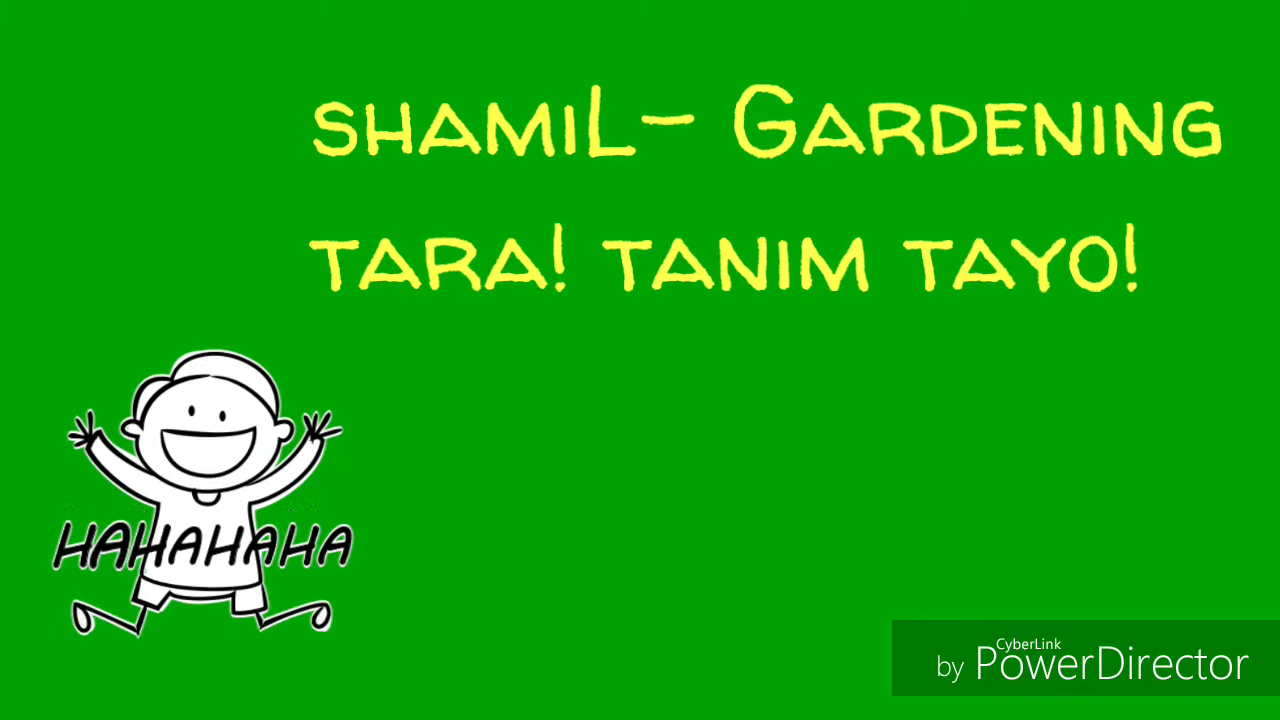 shamiL- Gardening
tara! tanim tayo!
HAHAHAHA
CyberLink
by PowerDirector